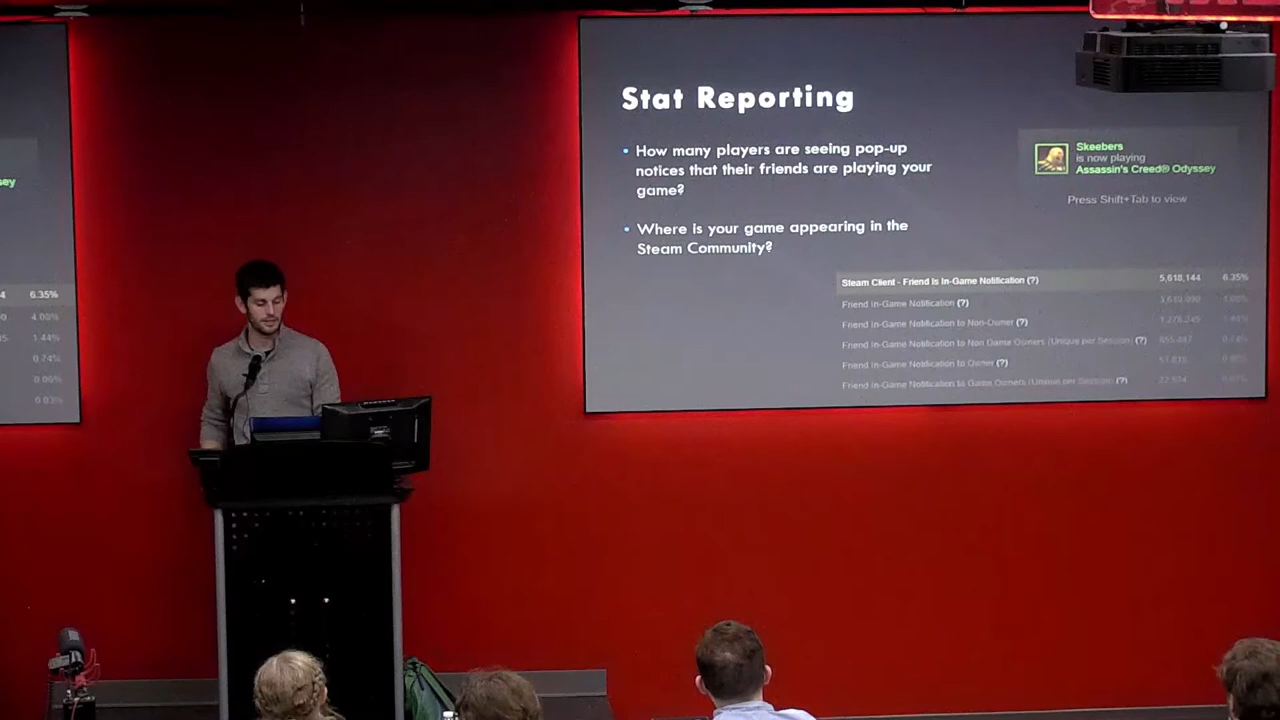 Stat Reporting
• How many players are seeing pop-up
notices that their friends are playing your
game?
• Where is your game appearing in the
Steam Community?
Skeebers
is now playing
Assassin's Creed® Odyssey
Press Shift+Tab to view
Steam Client - Friend Is In-Game Notification (?) 5,618,144 6.35%
Friend In-Game Notification (?) 4.00%
Friend In-Game Notification to Non-Owner (?) 1.44%
Friend In-Game Notification to Non Game Owners (Unique per Session) (?)
Friend In-Game Notification to Owner (?)
Friend In-Game Notification to Game Owners (Unique per Session) (?)
sey
4 6.35%
0 4.00%
1.44%
0.74%